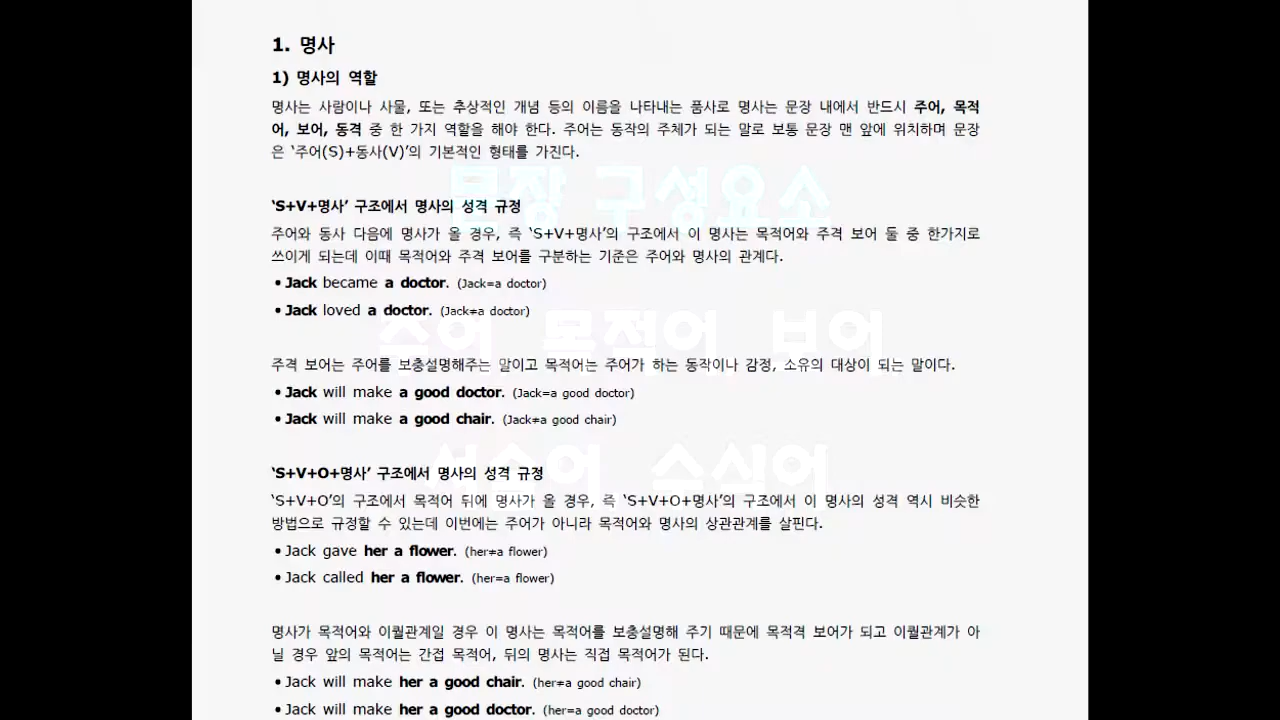 1. 명사
1) 명사의 역할
명사는 사람이나 사물, 또는 추상적인 개념 등의 이름을 나타내는 품사로 명사는 문장 내에서 반드시 주어, 목적
어, 보어, 동격 중 한 가지 역할을 해야 한다. 주어는 동작의 주체가 되는 말로 보통 문장 맨 앞에 위치하며 문장
은 ‘주어(S)+동사(V)’의 기본적인 형태를 가진다.
문장 구성요소
‘S+V+명사’ 구조에서 명사의 성격 규정
주어와 동사 다음에 명사가 올 경우, 즉 ‘S+V+명사’의 구조에서 이 명사는 목적어와 주격 보어 둘 중 한가지로
쓰이게 되는데 이때 목적어와 주격 보어를 구분하는 기준은 주어와 명사의 관계다.
• Jack became a doctor. (Jack=a doctor)
• Jack loved a doctor. (Jack≠a doctor)
주어 목적어 보어
주격 보어는 주어를 보충설명해주는 말이고 목적어는 주어가 하는 동작이나 감정, 소유의 대상이 되는 말이다.
• Jack will make a good doctor. (Jack=a good doctor)
• Jack will make a good chair. (Jack≠a good chair)
서술어 수식어
‘S+V+O+명사’ 구조에서 명사의 성격 규정
‘S+V+O’의 구조에서 목적어 뒤에 명사가 올 경우, 즉 ‘S+V+O+명사’의 구조에서 이 명사의 성격 역시 비슷한
방법으로 규정할 수 있는데 이번에는 주어가 아니라 목적어와 명사의 상관관계를 살핀다.
• Jack gave her a flower. (her≠a flower)
• Jack called her a flower. (her=a flower)
명사가 목적어와 이퀄관계일 경우 이 명사는 목적어를 보충설명해 주기 때문에 목적격 보어가 되고 이퀄관계가 아
닐 경우 앞의 목적어는 간접 목적어, 뒤의 명사는 직접 목적어가 된다.
• Jack will make her a good chair. (her≠a good chair)
• Jack will make her a good doctor. (her=a good doctor)